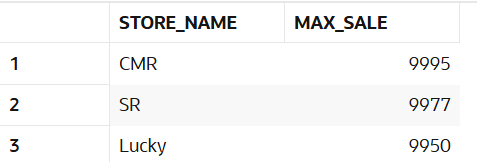 STORE_NAME MAX_SALE
1 CMR 9995
2 SR 9977
3 Lucky 9950